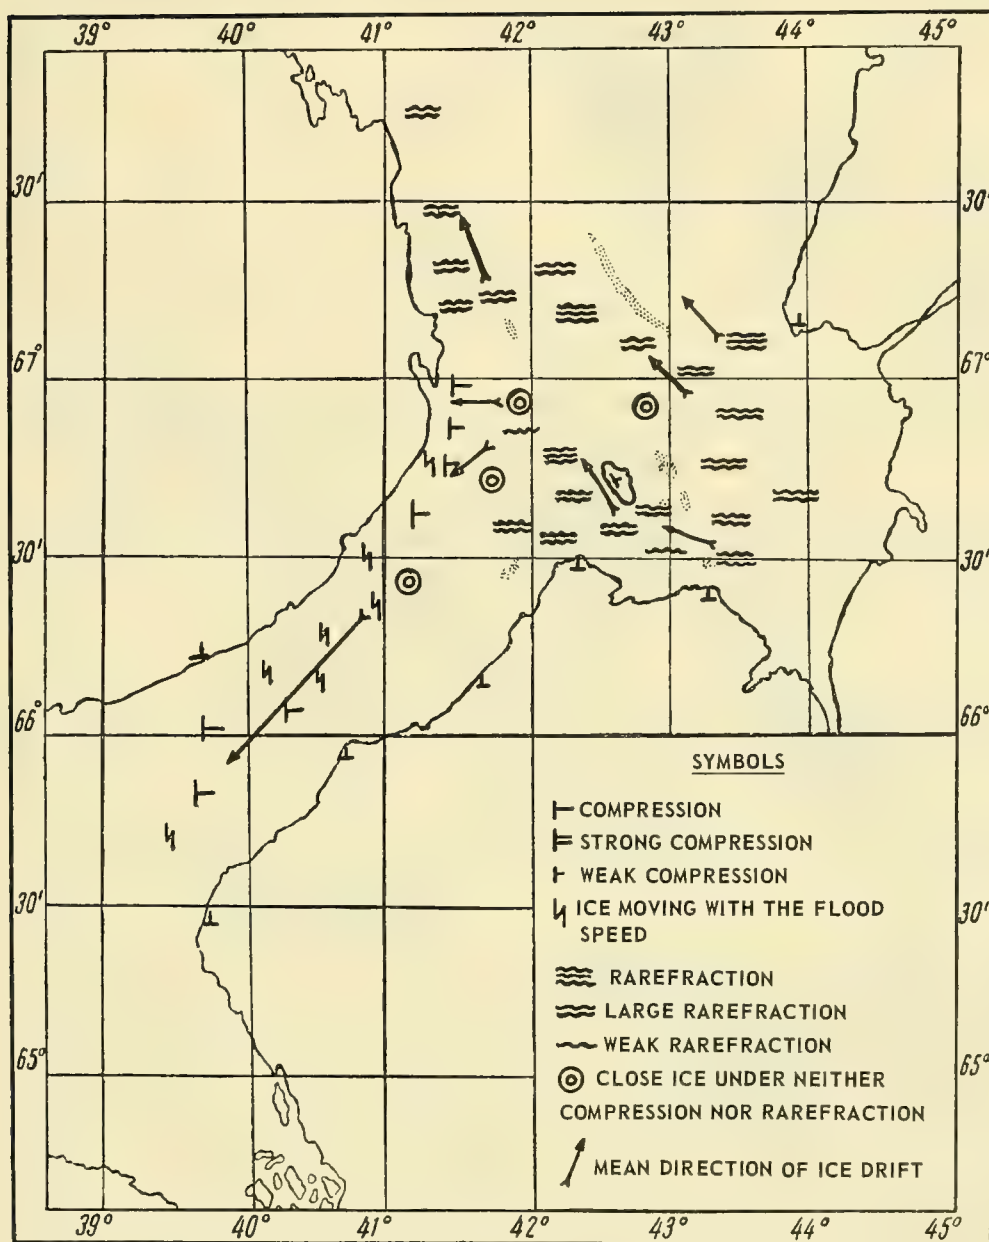 39° 40° 41° 42° 43° 44° 45°
30' 30'
67° 67°
30' 30'
66° 66°
SYMBOLS
COMPRESSION
STRONG COMPRESSION
WEAK COMPRESSION
30' 30'
ICE MOVING WITH THE FLOOD
SPEED
RAREFRACTION
LARGE RAREFRACTION
WEAK RAREFRACTION
65° 65°
CLOSE ICE UNDER NEITHER
COMPRESSION NOR RAREFRACTION
MEAN DIRECTION OF ICE DRIFT
39° 40° 41° 42° 43° 44° 45°